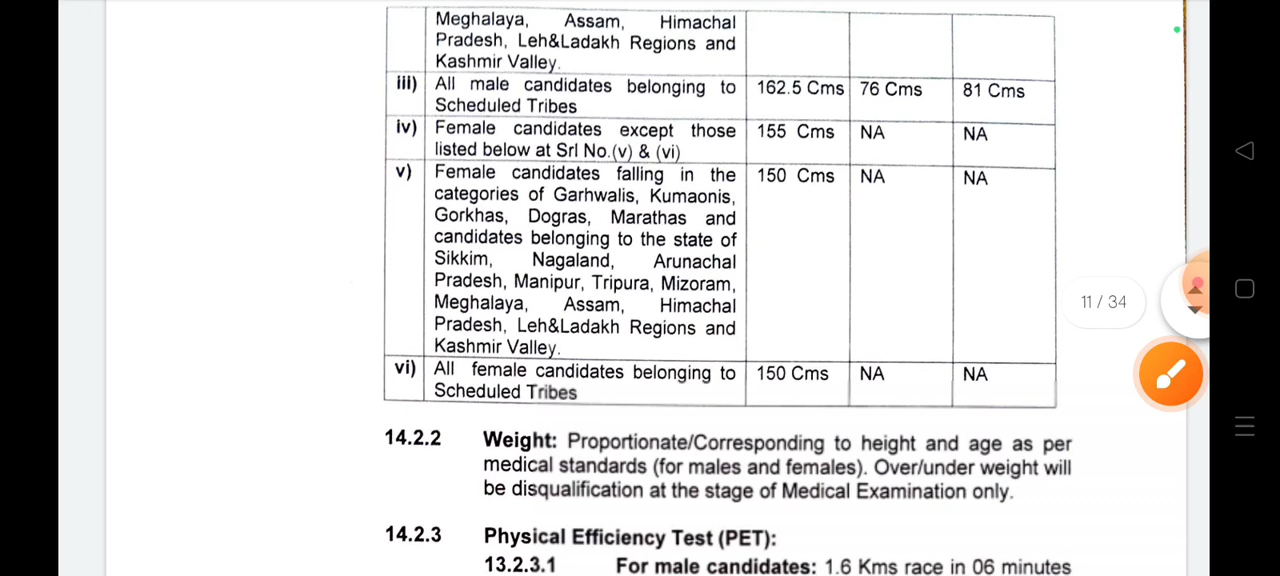 Meghalaya, Assam, Himachal
Pradesh, Leh&Ladakh Regions and
Kashmir Valley.
iii) All male candidates belonging to 162.5 Cms 76 Cms 81 Cms
Scheduled Tribes
iv) Female candidates except those 155 Cms NA NA
listed below at Srl No.(v) & (vi)
v) Female candidates falling in the 150 Cms NA NA
categories of Garhwalis, Kumaonis,
Gorkhas, Dogras, Marathas and
candidates belonging to the state of
Sikkim, Nagaland, Arunachal
Pradesh, Manipur, Tripura, Mizoram,
Meghalaya, Assam, Himachal
Pradesh, Leh&Ladakh Regions and
Kashmir Valley.
vi) All female candidates belonging to 150 Cms NA NA
Scheduled Tribes
11 / 34
14.2.2 Weight: Proportionate/Corresponding to height and age as per
medical standards (for males and females). Over/under weight will
be disqualification at the stage of Medical Examination only.
14.2.3 Physical Efficiency Test (PET):
13.2.3.1 For male candidates: 1.6 Kms race in 06 minutes